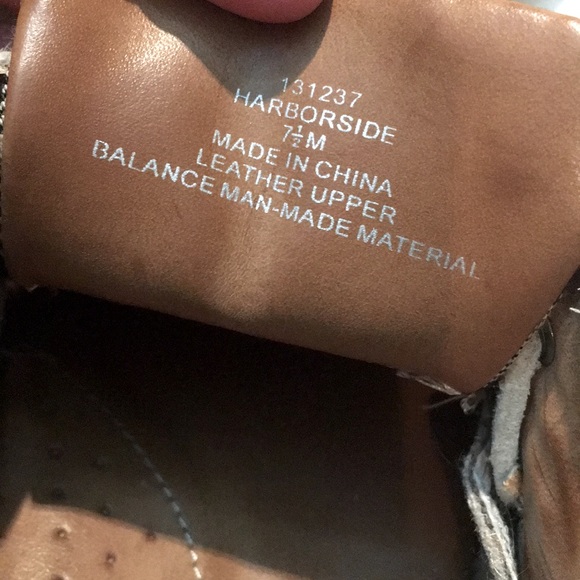 131237
HARBORSIDE
7½M
MADE IN CHINA
LEATHER UPPER
BALANCE MAN-MADE MATERIAL